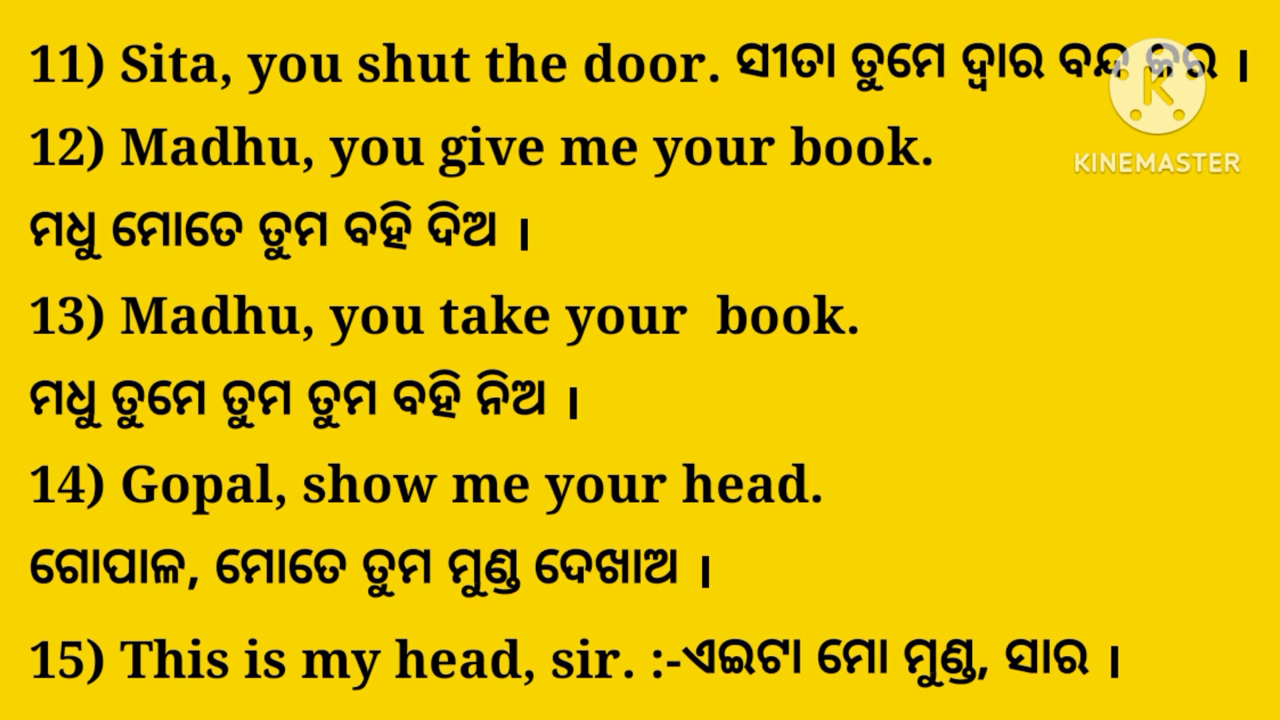 11) Sita, you shut the door. ସୀତା ତୁମେ ଦ୍ଵାର ବନ୍ଦ କର ।
KINEMASTER
12) Madhu, you give me your book.
ମଧୁ ମୋତେ ତୁମ ବହି ଦିଅ ।
13) Madhu, you take your book.
ମଧୁ ତୁମେ ତୁମ ତୁମ ବହି ନିଅ ।
14) Gopal, show me your head.
ଗୋପାଳ, ମୋତେ ତୁମ ମୁଣ୍ଡ ଦେଖାଅ ।
15) This is my head, sir. :-ଏଇଟା ମୋ ମୁଣ୍ଡ, ସାର ।